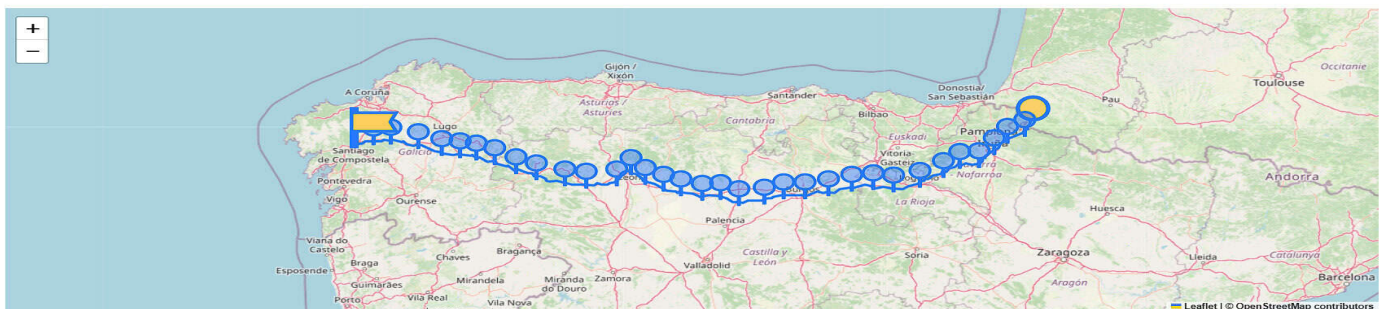 +
−
A Coruña
Gijón /
Xixón
Santander
Donostia/
San Sebastián
Toulouse
Occitanie
Asturias /
Asturies
Cantabria
Bilbao
Pau
Lugo
Euskadi
Santiago
de Compostela
Galicia
Vitoria
Gasteiz
Nafarroa
Pontevedra
Vigo
Ourense
La Rioja
Andorra
Palencia
Huesca
Viana do
Castelo
Braga
Chaves
Bragança
Castilla y
León
Soria
Zaragoza
Lleida
Catalunya
Esposende
Guimarães
Mirandela
Miranda
do Douro
Zamora
Valladolid
Aragón
Barcelona
Porto
Vila Real
Vila Nova
Leaflet | © OpenStreetMap contributors